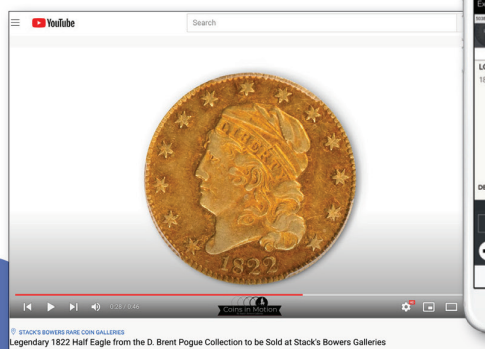 YouTube
Search
LIBERTY
1822
0:28 / 0:46
Coins in Motion
STACK'S BOWERS RARE COIN GALLERIES
Legendary 1822 Half Eagle from the D. Brent Pogue Collection to be Sold at Stack's Bowers Galleries